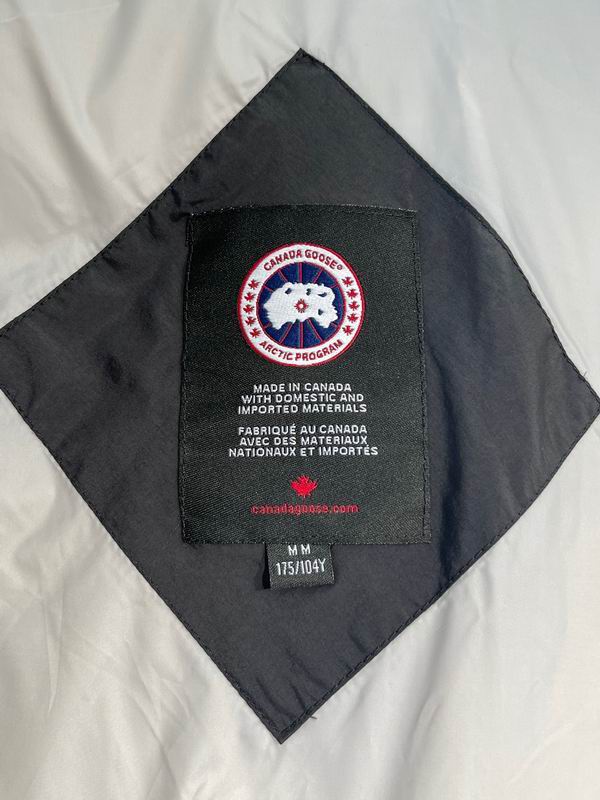 CANADA GOOSE®
ARCTIC PROGRAM
MADE IN CANADA
WITH DOMESTIC AND
IMPORTED MATERIALS
FABRIQUÉ AU CANADA
AVEC DES MATERIAUX
NATIONAUX ET IMPORTÉS
canadagoose.com
M M
175/104Y